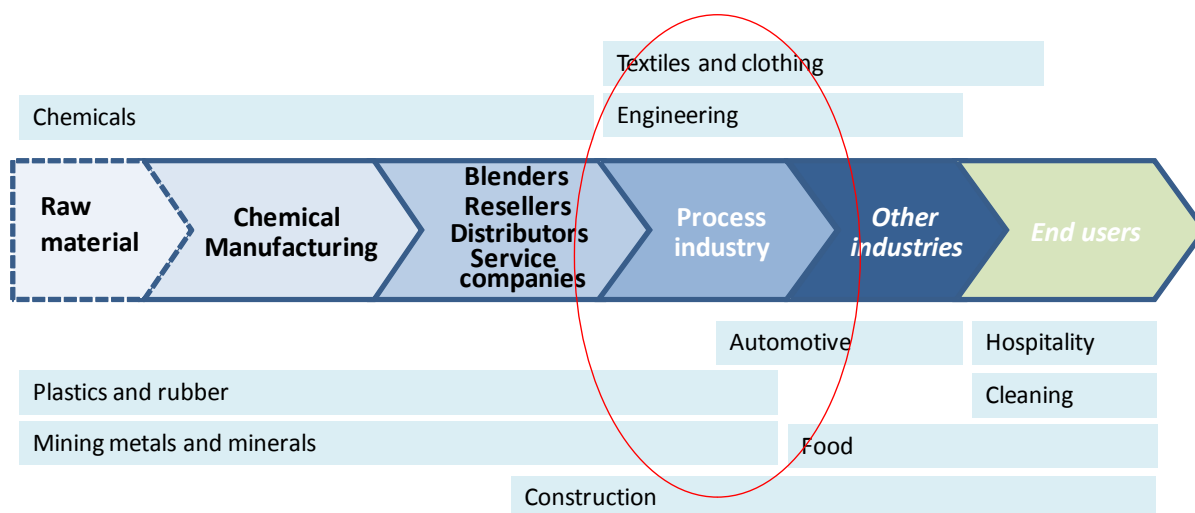 Textiles and clothing
Chemicals
Engineering
Raw
material
Chemical
Manufacturing
Blenders
Resellers
Distributors
Service
companies
Process
industry
Other
industries
End users
Automotive
Hospitality
Plastics and rubber
Cleaning
Mining metals and minerals
Food
Construction